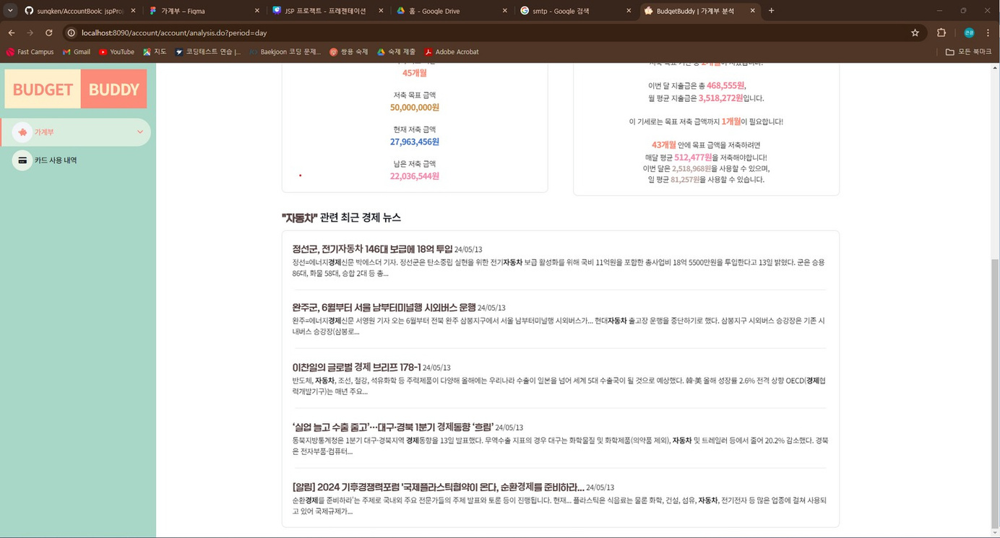 sunqken/AccountBook: jspPro
가계부 – Figma
JSP 프로젝트 - 프레젠테이션
홈 - Google Drive
smtp - Google 검색
BudgetBuddy | 가계부 분석
localhost:8090/account/account/analysis.do?period=day
Fast Campus
Gmail
YouTube
지도
코딩테스트 연습 |...
Baekjoon 코딩 문제...
쌍용 숙제
숙제 제출
Adobe Acrobat
모든 북마크
BUDGET BUDDY
가계부
카드 사용 내역
45개월
저축 목표 금액
50,000,000원
현재 저축 금액
27,963,456원
남은 저축 금액
22,036,544원
이번 달 지출금은 총 468,555원,
월 평균 지출금은 3,518,272원입니다.
이 기세로는 목표 저축 금액까지 1개월이 필요합니다!
43개월 안에 목표 금액을 저축하려면
매달 평균 512,477원을 저축해야합니다!
이번 달은 2,518,968원을 사용할 수 있으며,
일 평균 81,257원을 사용할 수 있습니다.
"자동차" 관련 최근 경제 뉴스
정선군, 전기자동차 146대 보급에 18억 투입 24/05/13
정선=에너지경제신문 박에스더 기자. 정선군은 탄소중립 실현을 위한 전기자동차 보급 활성화를 위해 국비 11억원을 포함한 총사업비 18억 5500만원을 투입한다고 13일 밝혔다. 군은 승용
86대, 화물 58대, 승합 2대 등 총...
완주군, 6월부터 서울 남부터미널행 시외버스 운행 24/05/13
완주=에너지경제신문 서영원 기자 오는 6월부터 전북 완주 삼봉지구에서 서울 남부터미널행 시외버스가... 현대자동차 출고장 운행을 중단하기로 했다. 삼봉지구 시외버스 승강장은 기존 시
내버스 승강장(삼봉로...
이찬일의 글로벌 경제 브리프 178-1 24/05/13
반도체, 자동차, 조선, 철강, 석유화학 등 주력제품이 다양해 올해에는 우리나라 수출이 일본을 넘어 세계 5대 수출국이 될 것으로 예상했다. 韓·美 올해 성장률 2.6% 전격 상향 OECD(경제협
력개발기구)는 매년 주요...
‘실업 늘고 수출 줄고’…대구·경북 1분기 경제동향 ‘흐림’ 24/05/13
동북지방통계청은 1분기 대구·경북지역 경제동향을 13일 발표했다. 무역수출 지표의 경우 대구는 화학물질 및 화학제품(의약품 제외), 자동차 및 트레일러 등에서 줄어 20.2% 감소했다. 경북
은 전자부품·컴퓨터...
[알림] 2024 기후경쟁력포럼 '국제플라스틱협약이 온다, 순환경제를 준비하라... 24/05/13
순환경제를 준비하라’는 주제로 국내외 주요 전문가들의 주제 발표와 토론 등이 진행됩니다. 현재... 플라스틱은 식음료는 물론 화학, 건설, 섬유, 자동차, 전기전자 등 많은 업종에 걸쳐 사용되
고 있어 국제규제가...